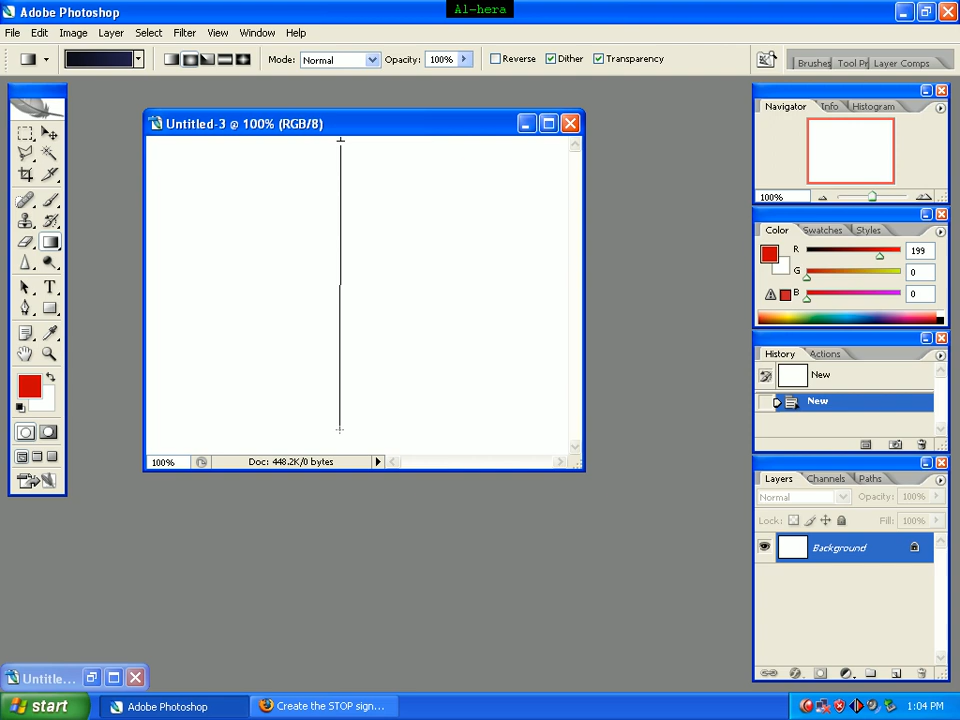 Al-hera
Adobe Photoshop
File Edit Image Layer Select Filter View Window Help
Mode: Normal Opacity: 100% Reverse Dither Transparency
Brushes Tool Pr Layer Comps
Untitled-3 @ 100% (RGB/8)
100% Doc: 448.2K/0 bytes
Navigator Info Histogram
100%
Color Swatches Styles
R 199
G 0
B 0
History Actions
New
New
Layers Channels Paths
Normal Opacity: 100%
Lock: Fill: 100%
Background
T
Untitle...
start Adobe Photoshop Create the STOP sign... 1:04 PM